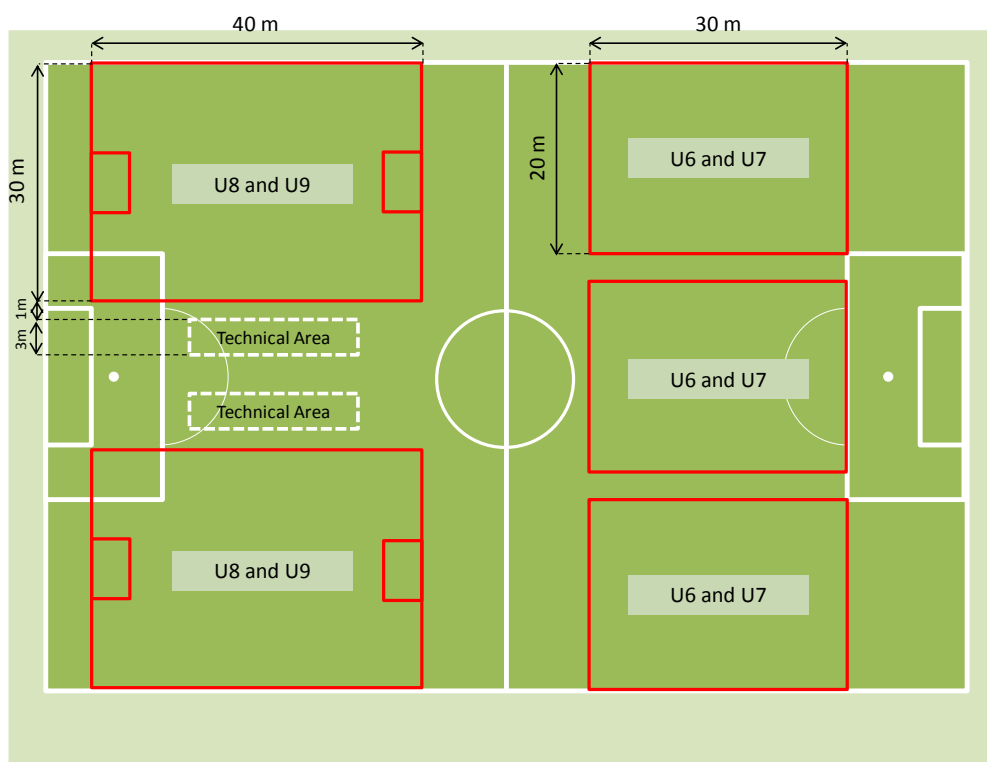 40 m
30 m
30 m
20 m
U8 and U9
U6 and U7
1m
3m
Technical Area
Technical Area
U6 and U7
U8 and U9
U6 and U7